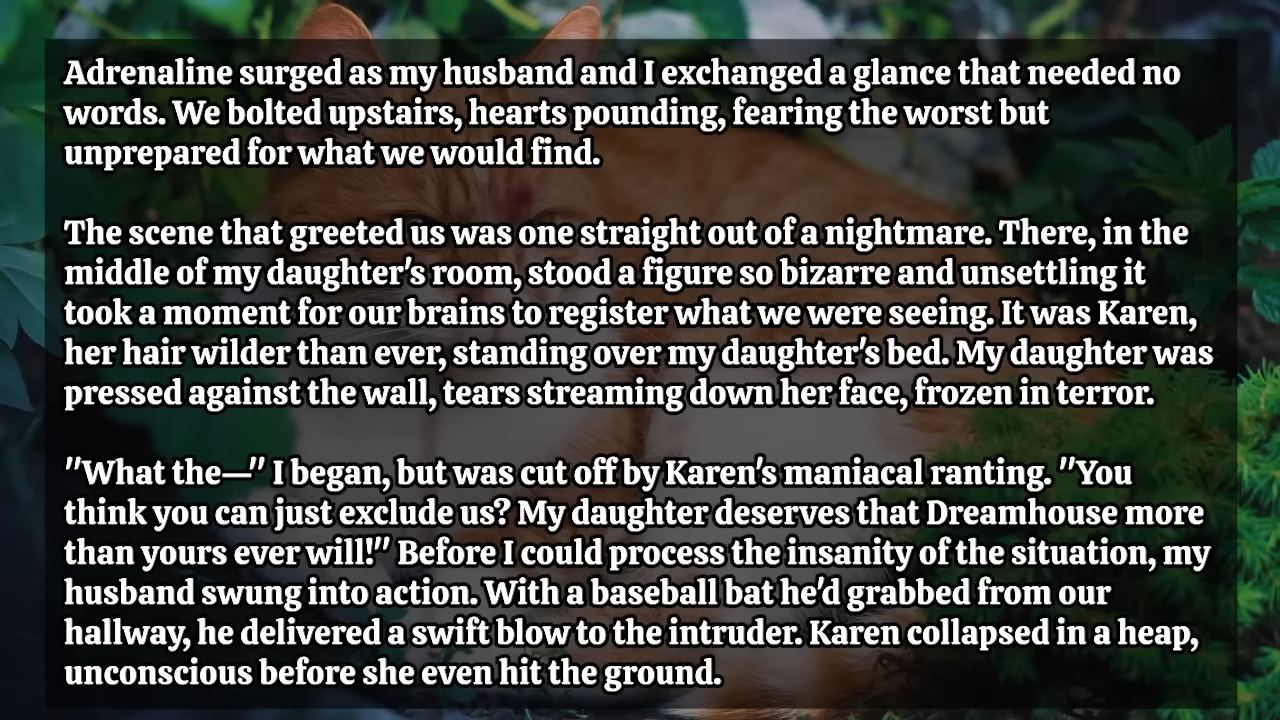 Adrenaline surged as my husband and I exchanged a glance that needed no
words. We bolted upstairs, hearts pounding, fearing the worst but
unprepared for what we would find.
The scene that greeted us was one straight out of a nightmare. There, in the
middle of my daughter's room, stood a figure so bizarre and unsettling it
took a moment for our brains to register what we were seeing. It was Karen,
her hair wilder than ever, standing over my daughter's bed. My daughter was
pressed against the wall, tears streaming down her face, frozen in terror.
"What the—" I began, but was cut off by Karen's maniacal ranting. "You
think you can just exclude us? My daughter deserves that Dreamhouse more
than yours ever will!" Before I could process the insanity of the situation, my
husband swung into action. With a baseball bat he'd grabbed from our
hallway, he delivered a swift blow to the intruder. Karen collapsed in a heap,
unconscious before she even hit the ground.